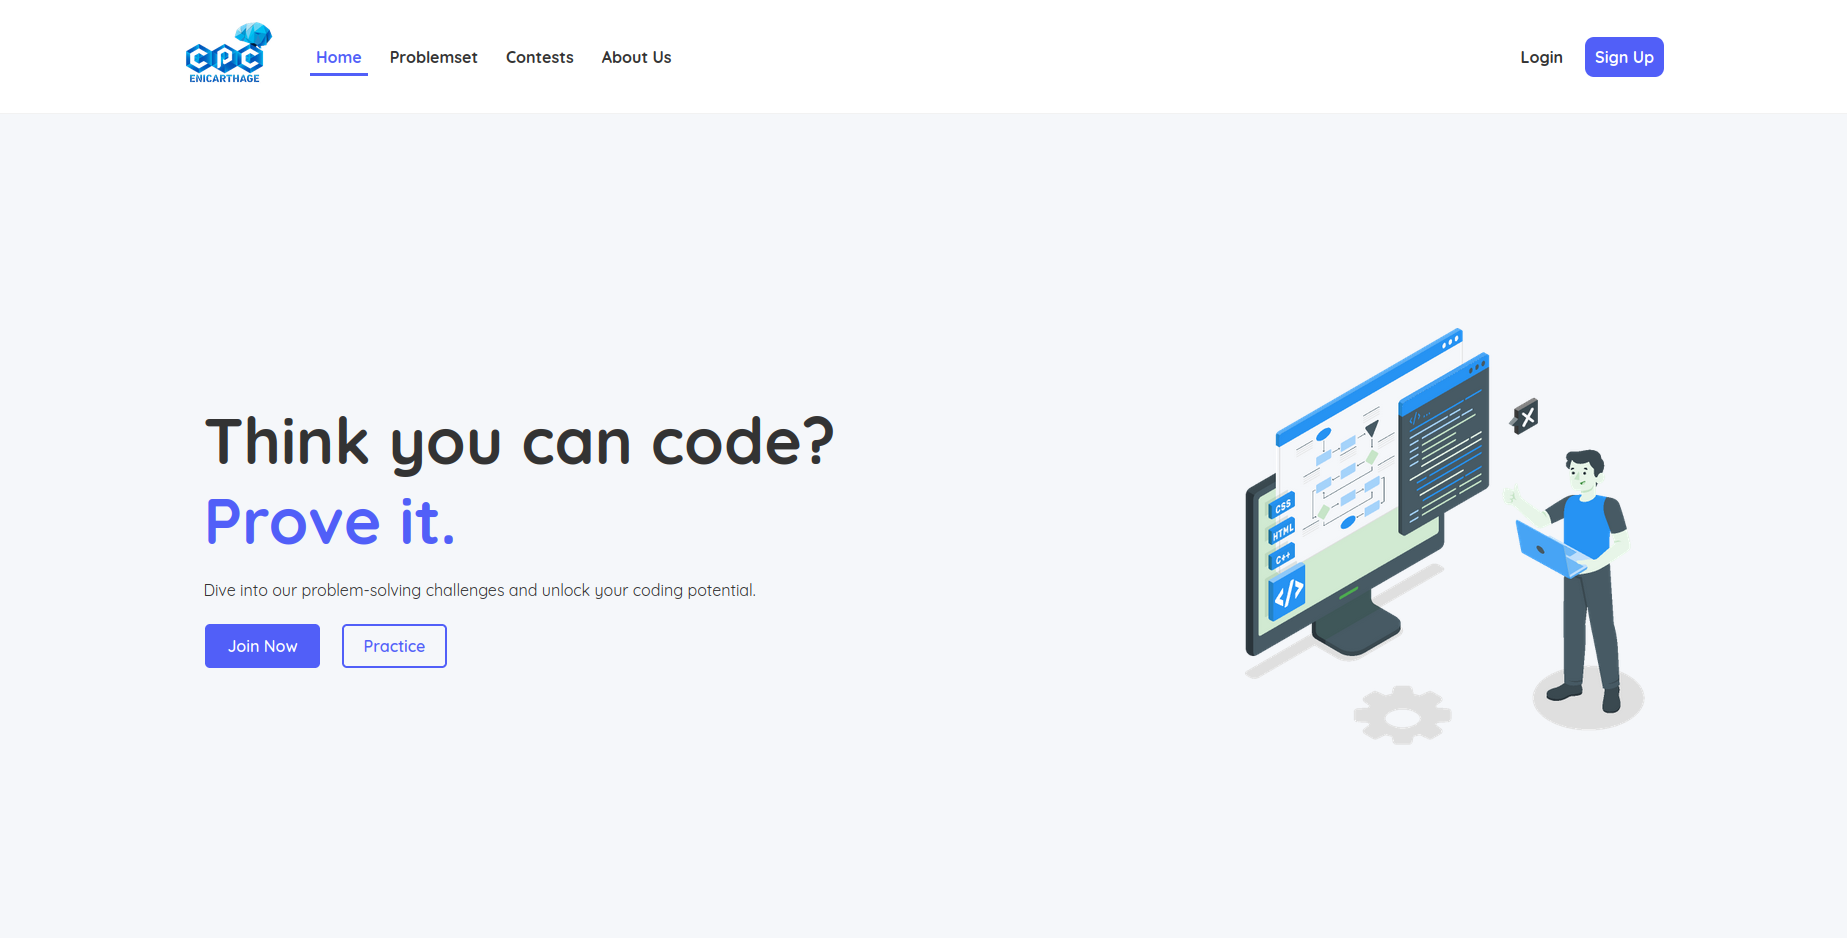 CPC
ENICARTHAGE
Home
Problemset
Contests
About Us
Login
Sign Up
Think you can code?
Prove it.
Dive into our problem-solving challenges and unlock your coding potential.
Join Now
Practice
CSS
HTML
C++
</>
</> ...
X